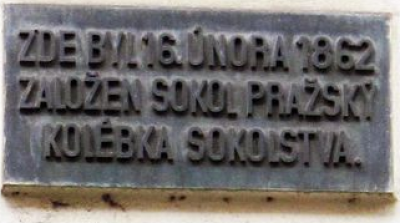 ZDE BYL 16. ÚNORA 1862
ZALOŽEN SOKOL PRAŽSKÝ
KOLÉBKA SOKOLSTVA.